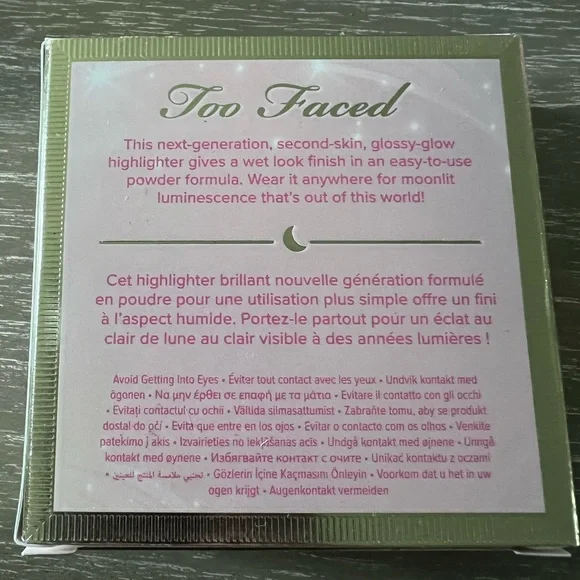 Too Faced
This next-generation, second-skin, glossy-glow
highlighter gives a wet look finish in an easy-to-use
powder formula. Wear it anywhere for moonlit
luminescence that's out of this world!
Cet highlighter brillant nouvelle génération formulé
en poudre pour une utilisation plus simple offre un fini
à l'aspect humide. Portez-le partout pour un éclat au
clair de lune au clair visible à des années lumières !
Avoid Getting Into Eyes • Éviter tout contact avec les yeux • Undvik kontakt med
ögonen • Να μην έρθει σε επαφή με τα μάτια • Evitare il contatto con gli occhi
• Evitați contactul cu ochii • Vältida silmasattumist • Zabraňte tomu, aby se produkt
dostal do očí • Evita que entre en los ojos • Evitar o contacto com os olhos • Venkite
patekimo į akis • Izvairieties no iekļūšanas acīs • Undgå kontakt med øjnene • Unngå
kontakt med øynene • Избягвайте контакт с очите • Unikać kontaktu z oczami
• تجنبي ملامسة المنتج للعينين • Gözlerin İçine Kaçmasını Önleyin • Voorkom dat u het in uw
ogen krijgt • Augenkontakt vermeiden